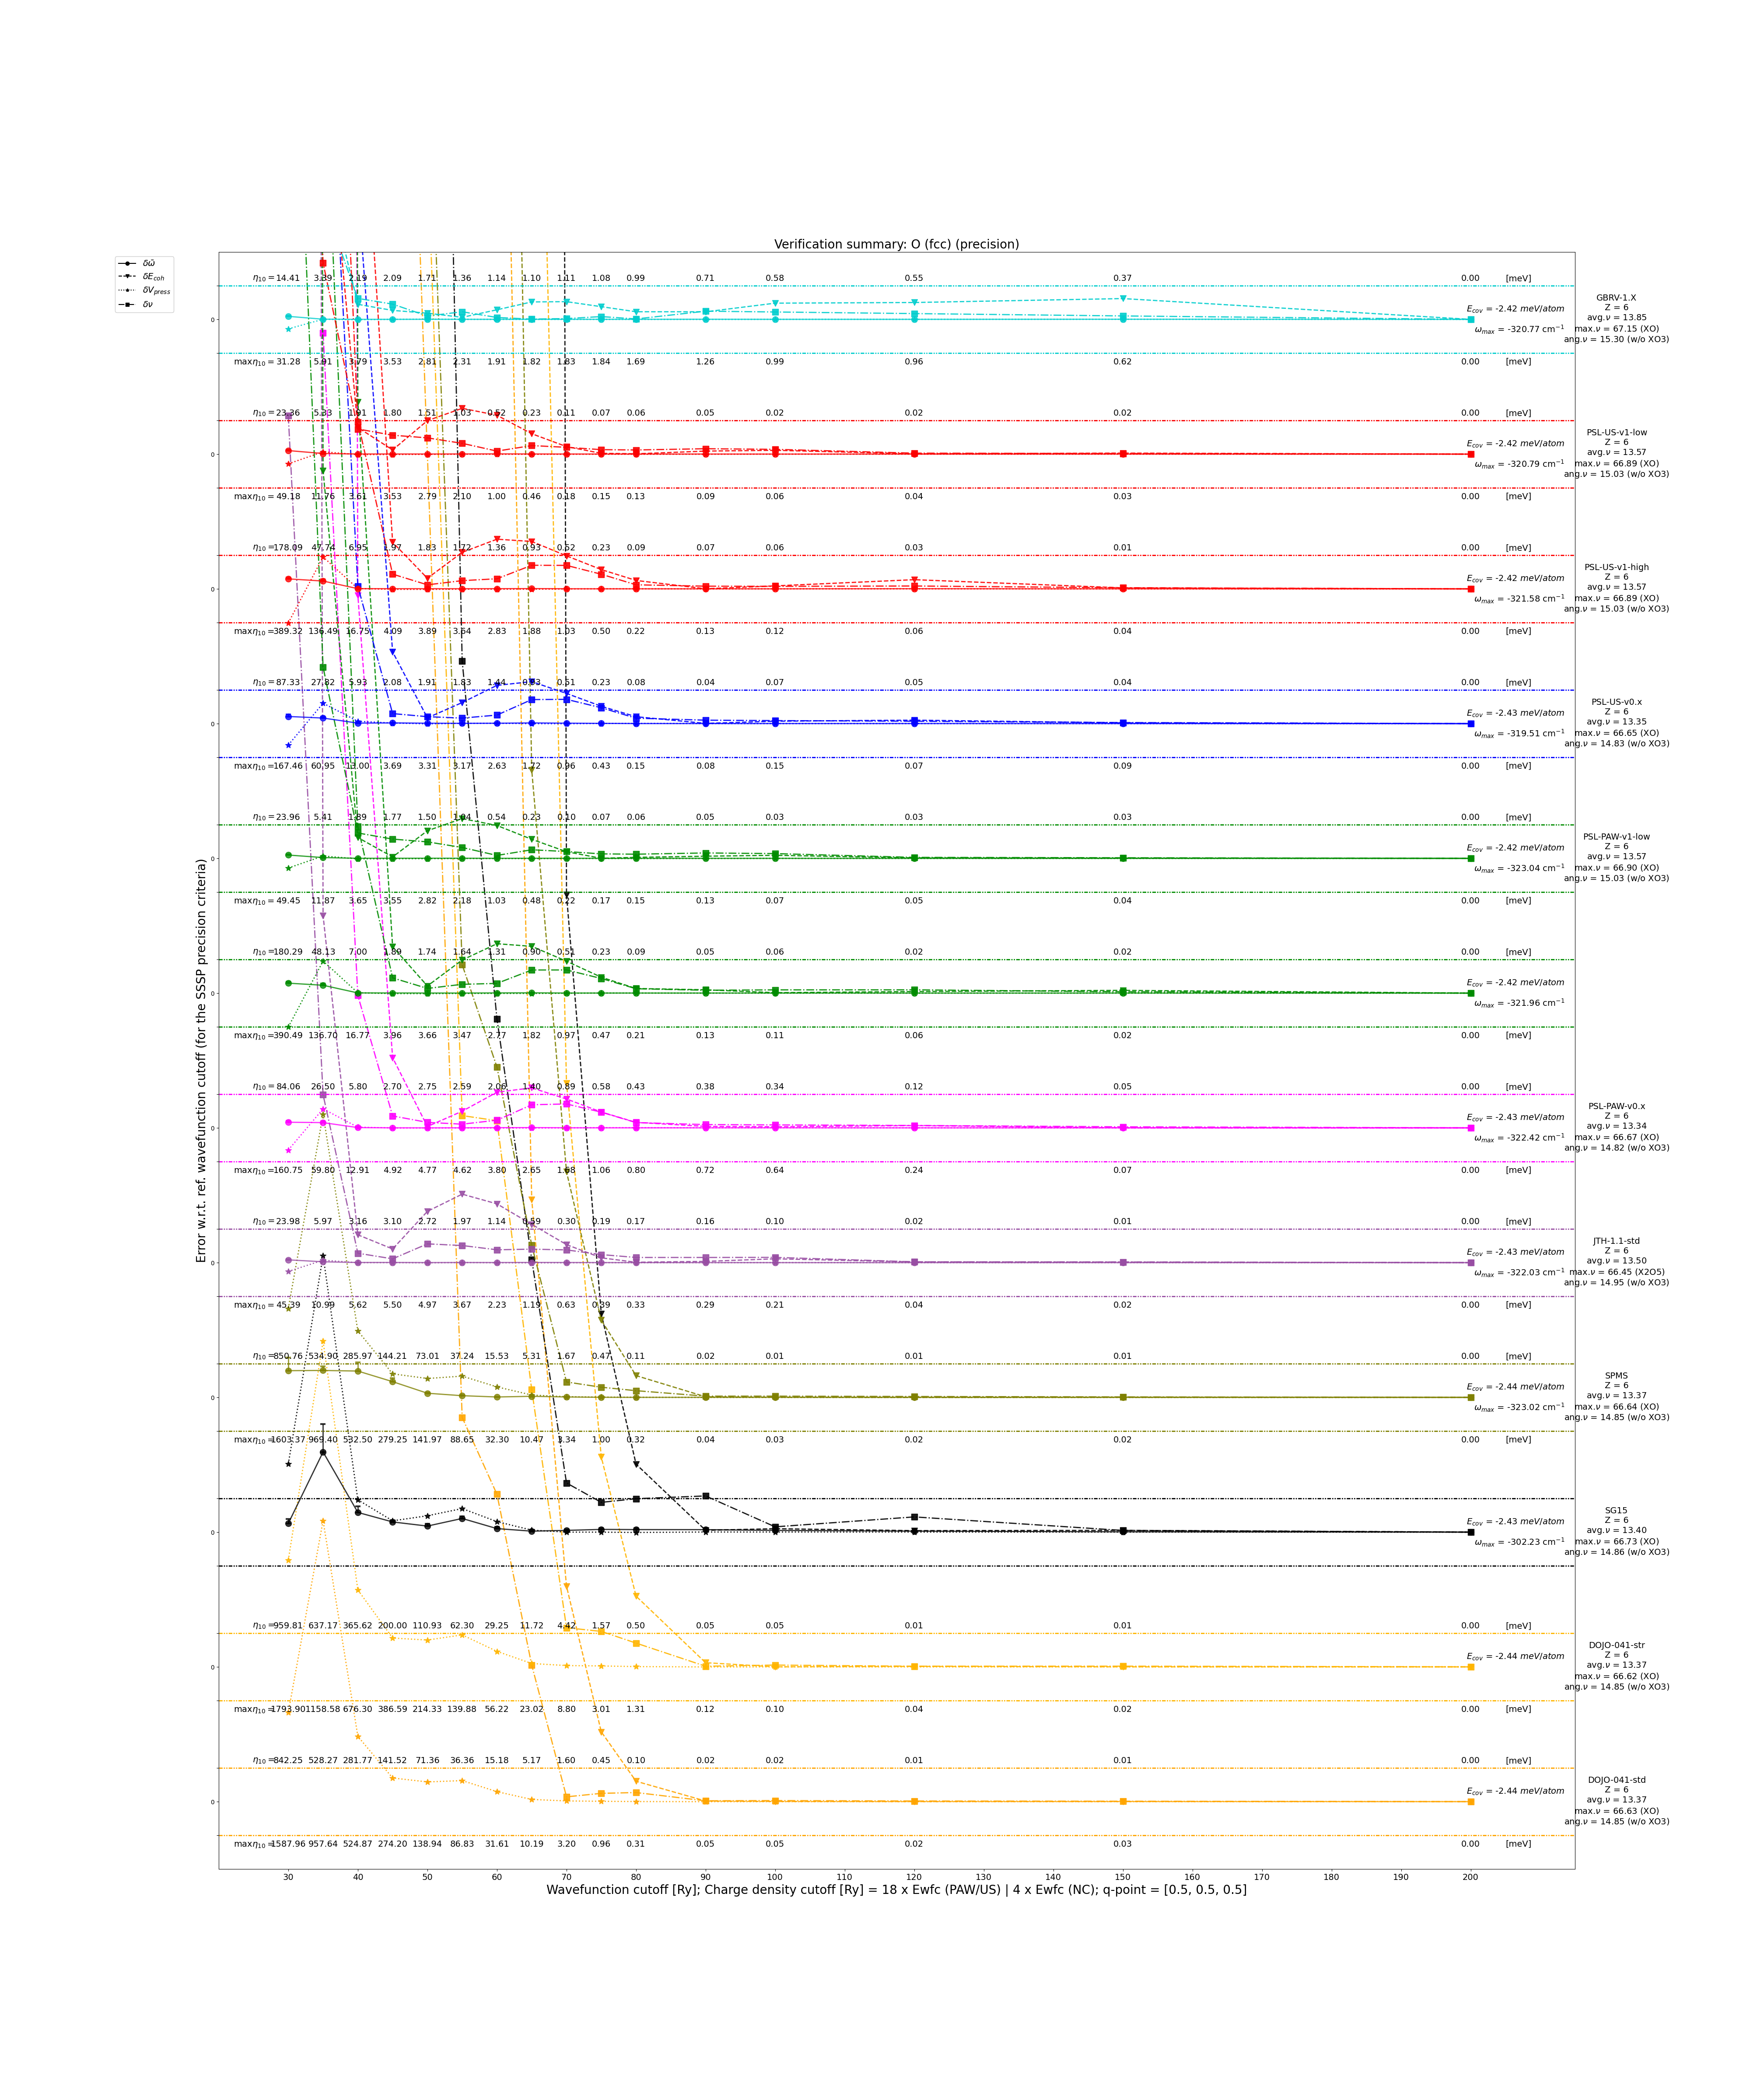 Verification summary: O (fcc) (precision)
δω̄
δE_coh
δV_press
δν
Error w.r.t. ref. wavefunction cutoff (for the SSSP precision criteria)
η₁₀ = 14.41 3.39 2.19 2.09 1.71 1.36 1.14 1.10 1.11 1.08 0.99 0.71 0.58 0.55 0.37 0.00 [meV]
0
E_cov = -2.42 meV/atom
ω_max = -320.77 cm⁻¹
GBRV-1.X
Z = 6
avg.ν = 13.85
max.ν = 67.15 (XO)
ang.ν = 15.30 (w/o XO3)
maxη₁₀ = 31.28 5.91 3.79 3.53 2.81 2.31 1.91 1.82 1.83 1.84 1.69 1.26 0.99 0.96 0.62 0.00 [meV]
η₁₀ = 23.36 5.33 1.91 1.80 1.51 1.03 0.52 0.23 0.11 0.07 0.06 0.05 0.02 0.02 0.02 0.00 [meV]
0
E_cov = -2.42 meV/atom
ω_max = -320.79 cm⁻¹
PSL-US-v1-low
Z = 6
avg.ν = 13.57
max.ν = 66.89 (XO)
ang.ν = 15.03 (w/o XO3)
maxη₁₀ = 49.18 11.76 3.61 3.53 2.79 2.10 1.00 0.46 0.18 0.15 0.13 0.09 0.06 0.04 0.03 0.00 [meV]
η₁₀ = 178.09 47.74 6.95 1.97 1.83 1.72 1.36 0.93 0.52 0.23 0.09 0.07 0.06 0.03 0.01 0.00 [meV]
0
E_cov = -2.42 meV/atom
ω_max = -321.58 cm⁻¹
PSL-US-v1-high
Z = 6
avg.ν = 13.57
max.ν = 66.89 (XO)
ang.ν = 15.03 (w/o XO3)
maxη₁₀ = 389.32 136.49 16.75 4.09 3.89 3.64 2.83 1.88 1.03 0.50 0.22 0.13 0.12 0.06 0.04 0.00 [meV]
η₁₀ = 87.33 27.82 5.93 2.08 1.91 1.83 1.44 0.51 0.23 0.08 0.04 0.07 0.05 0.04 0.00 [meV]
0
E_cov = -2.43 meV/atom
ω_max = -319.51 cm⁻¹
PSL-US-v0.x
Z = 6
avg.ν = 13.35
max.ν = 66.65 (XO)
ang.ν = 14.83 (w/o XO3)
maxη₁₀ = 167.46 60.95 13.00 3.69 3.31 3.17 2.63 1.72 0.96 0.43 0.15 0.08 0.15 0.07 0.09 0.00 [meV]
η₁₀ = 23.96 5.41 1.89 1.77 1.50 1.04 0.54 0.23 0.10 0.07 0.06 0.05 0.03 0.03 0.03 0.00 [meV]
0
E_cov = -2.42 meV/atom
ω_max = -323.04 cm⁻¹
PSL-PAW-v1-low
Z = 6
avg.ν = 13.57
max.ν = 66.90 (XO)
ang.ν = 15.03 (w/o XO3)
maxη₁₀ = 49.45 11.87 3.65 3.55 2.82 2.18 1.03 0.48 0.22 0.17 0.15 0.13 0.07 0.05 0.04 0.00 [meV]
η₁₀ = 180.29 48.13 7.00 1.89 1.74 1.64 1.31 0.90 0.51 0.23 0.09 0.05 0.06 0.02 0.02 0.00 [meV]
0
E_cov = -2.42 meV/atom
ω_max = -321.96 cm⁻¹
maxη₁₀ = 390.49 136.70 16.77 3.96 3.66 3.47 2.77 1.82 0.97 0.47 0.21 0.13 0.11 0.06 0.02 0.00 [meV]
η₁₀ = 84.06 26.50 5.80 2.70 2.75 2.59 2.06 1.40 0.89 0.58 0.43 0.38 0.34 0.12 0.05 0.00 [meV]
0
E_cov = -2.43 meV/atom
ω_max = -322.42 cm⁻¹
PSL-PAW-v0.x
Z = 6
avg.ν = 13.34
max.ν = 66.67 (XO)
ang.ν = 14.82 (w/o XO3)
maxη₁₀ = 160.75 59.80 12.91 4.92 4.77 4.62 3.80 2.65 1.68 1.06 0.80 0.72 0.64 0.24 0.07 0.00 [meV]
η₁₀ = 23.98 5.97 3.16 3.10 2.72 1.97 1.14 0.59 0.30 0.19 0.17 0.16 0.10 0.02 0.01 0.00 [meV]
0
E_cov = -2.43 meV/atom
ω_max = -322.03 cm⁻¹
JTH-1.1-std
Z = 6
avg.ν = 13.50
max.ν = 66.45 (X2O5)
ang.ν = 14.95 (w/o XO3)
maxη₁₀ = 45.39 10.99 5.62 5.50 4.97 3.67 2.23 1.19 0.63 0.39 0.33 0.29 0.21 0.04 0.02 0.00 [meV]
η₁₀ = 850.76 534.90 285.97 144.21 73.01 37.24 15.53 5.31 1.67 0.47 0.11 0.02 0.01 0.01 0.01 0.00 [meV]
0
E_cov = -2.44 meV/atom
ω_max = -323.02 cm⁻¹
SPMS
Z = 6
avg.ν = 13.37
max.ν = 66.64 (XO)
ang.ν = 14.85 (w/o XO3)
maxη₁₀ = 1603.37 969.40 532.50 279.25 141.97 88.65 32.30 10.47 3.34 1.00 0.32 0.04 0.03 0.02 0.02 0.00 [meV]
0
E_cov = -2.43 meV/atom
ω_max = -302.23 cm⁻¹
SG15
Z = 6
avg.ν = 13.40
max.ν = 66.73 (XO)
ang.ν = 14.86 (w/o XO3)
η₁₀ = 959.81 637.17 365.62 200.00 110.93 62.30 29.25 11.72 4.42 1.57 0.50 0.05 0.05 0.01 0.01 0.00 [meV]
0
E_cov = -2.44 meV/atom
DOJO-041-str
Z = 6
avg.ν = 13.37
max.ν = 66.62 (XO)
ang.ν = 14.85 (w/o XO3)
maxη₁₀ = 1793.90 1158.58 676.30 386.59 214.33 139.88 56.22 23.02 8.80 3.01 1.31 0.12 0.10 0.04 0.02 0.00 [meV]
η₁₀ = 842.25 528.27 281.77 141.52 71.36 36.36 15.18 5.17 1.60 0.45 0.10 0.02 0.02 0.01 0.01 0.00 [meV]
0
E_cov = -2.44 meV/atom
DOJO-041-std
Z = 6
avg.ν = 13.37
max.ν = 66.63 (XO)
ang.ν = 14.85 (w/o XO3)
maxη₁₀ = 1587.96 957.64 524.87 274.20 138.94 86.83 31.61 10.19 3.20 0.96 0.31 0.05 0.05 0.02 0.03 0.00 [meV]
30 40 50 60 70 80 90 100 110 120 130 140 150 160 170 180 190 200
Wavefunction cutoff [Ry]; Charge density cutoff [Ry] = 18 x Ewfc (PAW/US) | 4 x Ewfc (NC); q-point = [0.5, 0.5, 0.5]